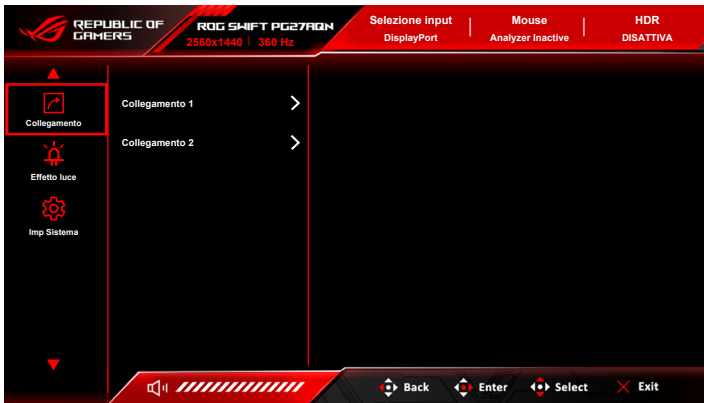 REPUBLIC OF
GAMERS
ROG SWIFT PG27AQN
2560x1440 | 360 Hz
Selezione input
DisplayPort
Mouse
Analyzer Inactive
HDR
DISATTIVA
Collegamento
Effetto luce
Imp Sistema
Collegamento 1
Collegamento 2
Back
Enter
Select
Exit